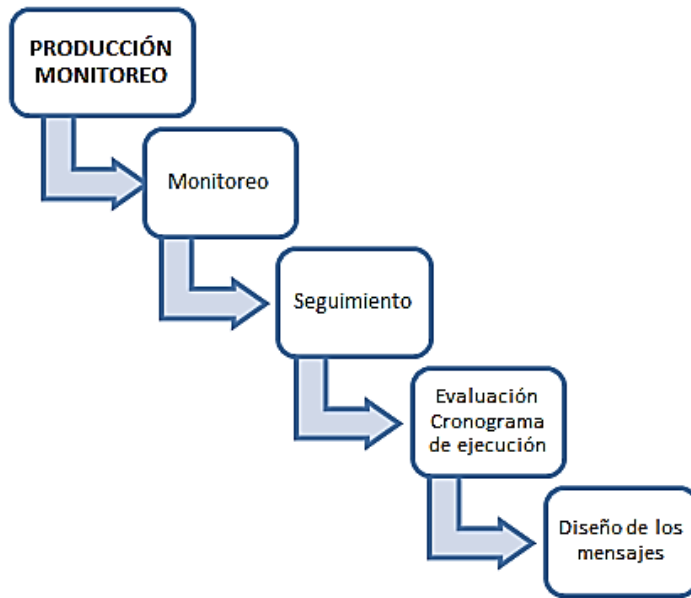 PRODUCCIÓN
MONITOREO
Monitoreo
Seguimiento
Evaluación
Cronograma
de ejecución
Diseño de los
mensajes